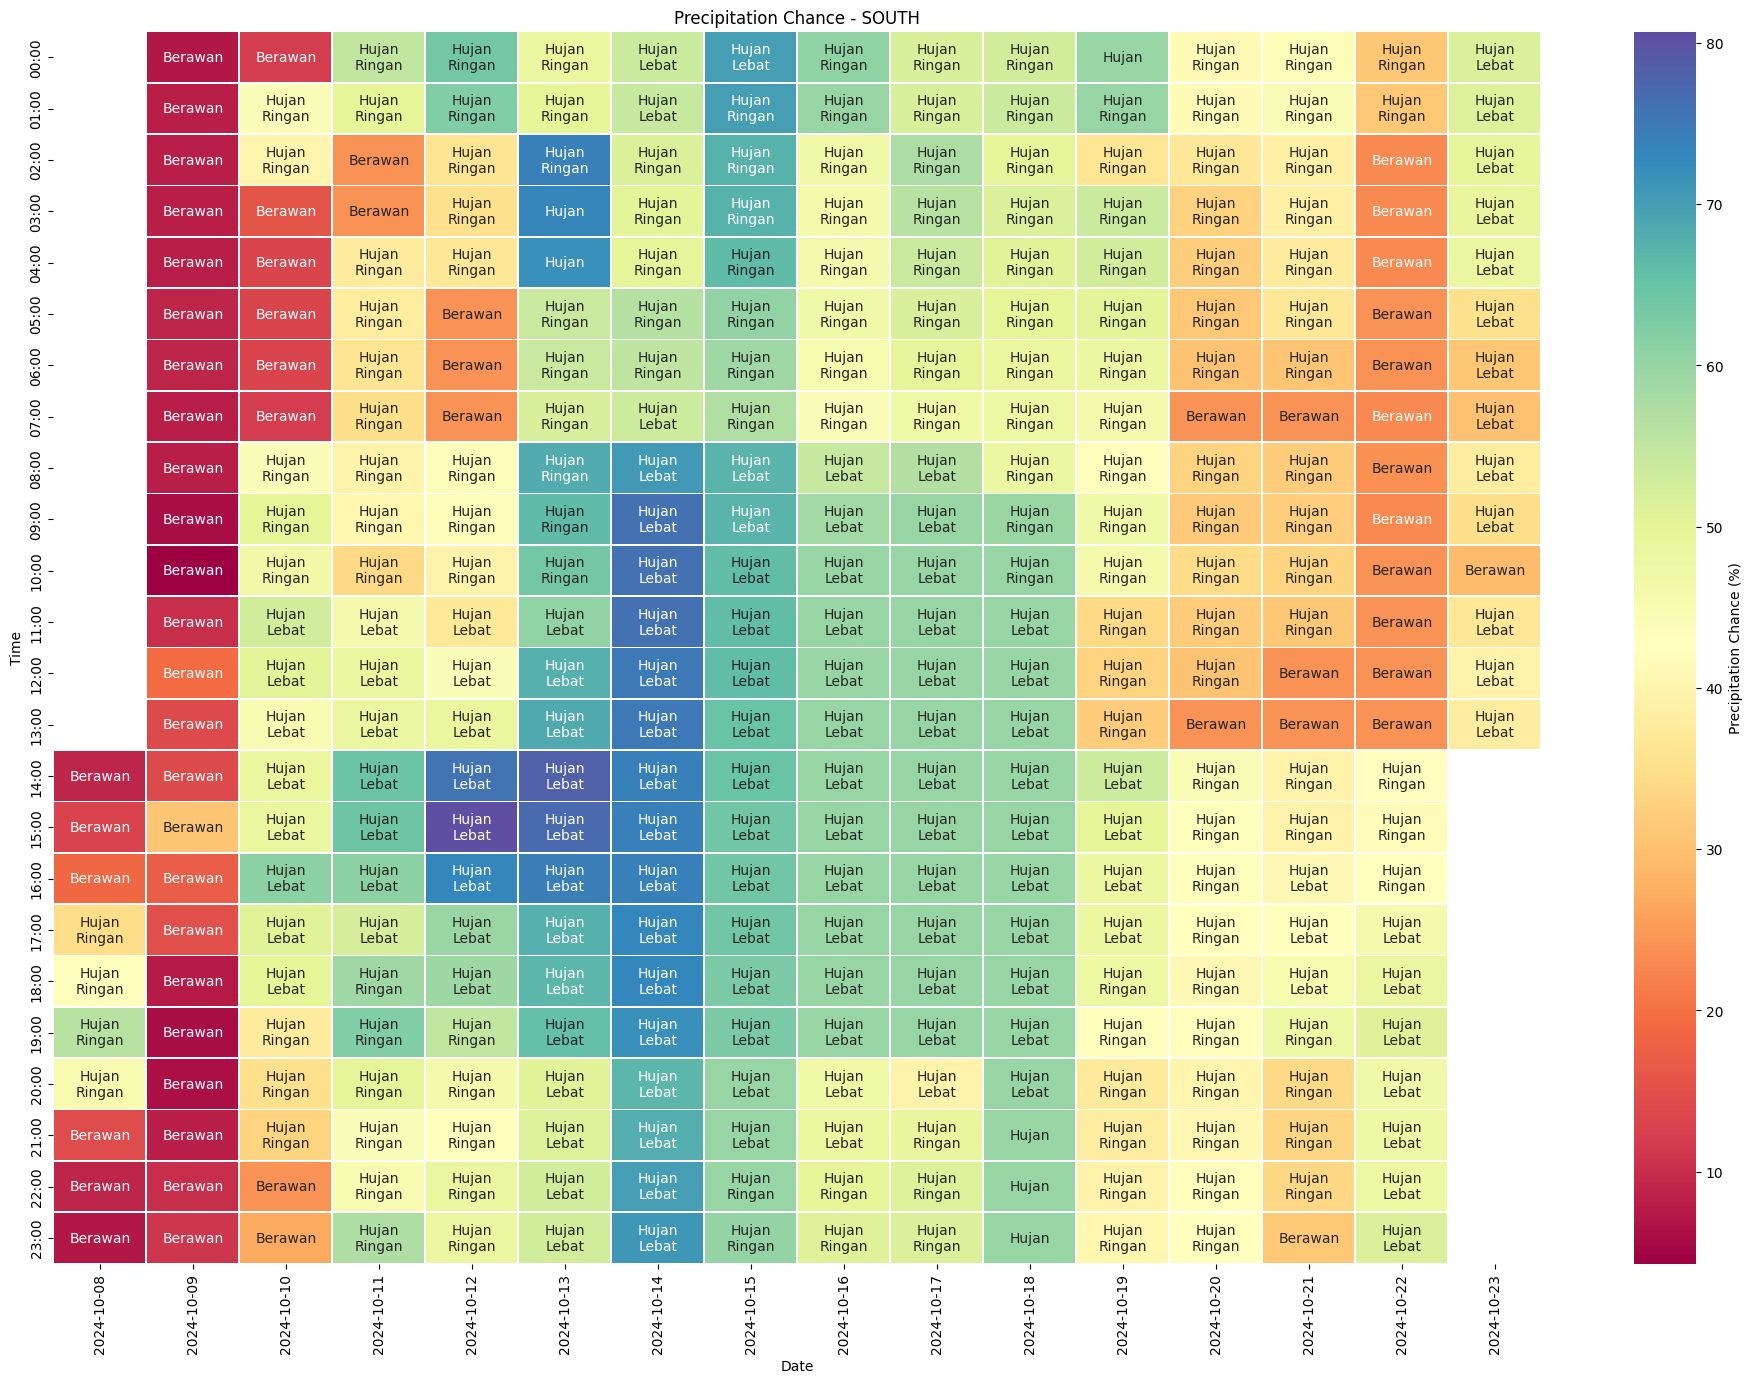 Precipitation Chance - SOUTH
00:00 Berawan Berawan Hujan Ringan Hujan Ringan Hujan Ringan Hujan Lebat Hujan Lebat Hujan Ringan Hujan Ringan Hujan Ringan Hujan Hujan Ringan Hujan Ringan Hujan Ringan Hujan Lebat
01:00 Berawan Hujan Ringan Hujan Ringan Hujan Ringan Hujan Ringan Hujan Lebat Hujan Ringan Hujan Ringan Hujan Ringan Hujan Ringan Hujan Ringan Hujan Ringan Hujan Ringan Hujan Ringan Hujan Lebat
02:00 Berawan Hujan Ringan Berawan Hujan Ringan Hujan Ringan Hujan Ringan Hujan Ringan Hujan Ringan Hujan Ringan Hujan Ringan Hujan Ringan Hujan Ringan Hujan Ringan Berawan Hujan Lebat
03:00 Berawan Berawan Berawan Hujan Ringan Hujan Hujan Ringan Hujan Ringan Hujan Ringan Hujan Ringan Hujan Ringan Hujan Ringan Hujan Ringan Hujan Ringan Berawan Hujan Lebat
04:00 Berawan Berawan Hujan Ringan Hujan Ringan Hujan Hujan Ringan Hujan Ringan Hujan Ringan Hujan Ringan Hujan Ringan Hujan Ringan Hujan Ringan Hujan Ringan Berawan Hujan Lebat
05:00 Berawan Berawan Hujan Ringan Berawan Hujan Ringan Hujan Ringan Hujan Ringan Hujan Ringan Hujan Ringan Hujan Ringan Hujan Ringan Hujan Ringan Hujan Ringan Berawan Hujan Lebat
06:00 Berawan Berawan Hujan Ringan Berawan Hujan Ringan Hujan Ringan Hujan Ringan Hujan Ringan Hujan Ringan Hujan Ringan Hujan Ringan Hujan Ringan Hujan Ringan Berawan Hujan Lebat
07:00 Berawan Berawan Hujan Ringan Berawan Hujan Ringan Hujan Lebat Hujan Ringan Hujan Ringan Hujan Ringan Hujan Ringan Hujan Ringan Berawan Berawan Berawan Hujan Lebat
08:00 Berawan Hujan Ringan Hujan Ringan Hujan Ringan Hujan Ringan Hujan Lebat Hujan Lebat Hujan Lebat Hujan Lebat Hujan Ringan Hujan Ringan Hujan Ringan Hujan Ringan Berawan Hujan Lebat
09:00 Berawan Hujan Ringan Hujan Ringan Hujan Ringan Hujan Ringan Hujan Lebat Hujan Lebat Hujan Lebat Hujan Lebat Hujan Ringan Hujan Ringan Hujan Ringan Hujan Ringan Berawan Hujan Lebat
10:00 Berawan Hujan Ringan Hujan Ringan Hujan Ringan Hujan Ringan Hujan Lebat Hujan Lebat Hujan Lebat Hujan Lebat Hujan Ringan Hujan Ringan Hujan Ringan Hujan Ringan Berawan Berawan
11:00 Berawan Hujan Lebat Hujan Lebat Hujan Lebat Hujan Lebat Hujan Lebat Hujan Lebat Hujan Lebat Hujan Lebat Hujan Lebat Hujan Ringan Hujan Ringan Hujan Ringan Berawan Hujan Lebat
12:00 Berawan Hujan Lebat Hujan Lebat Hujan Lebat Hujan Lebat Hujan Lebat Hujan Lebat Hujan Lebat Hujan Lebat Hujan Lebat Hujan Ringan Hujan Ringan Berawan Berawan Hujan Lebat
13:00 Berawan Hujan Lebat Hujan Lebat Hujan Lebat Hujan Lebat Hujan Lebat Hujan Lebat Hujan Lebat Hujan Lebat Hujan Lebat Hujan Ringan Berawan Berawan Berawan Hujan Lebat
14:00 Berawan Berawan Hujan Lebat Hujan Lebat Hujan Lebat Hujan Lebat Hujan Lebat Hujan Lebat Hujan Lebat Hujan Lebat Hujan Lebat Hujan Lebat Hujan Ringan Hujan Ringan Hujan Ringan
15:00 Berawan Berawan Hujan Lebat Hujan Lebat Hujan Lebat Hujan Lebat Hujan Lebat Hujan Lebat Hujan Lebat Hujan Lebat Hujan Lebat Hujan Lebat Hujan Ringan Hujan Ringan Hujan Ringan
16:00 Berawan Berawan Hujan Lebat Hujan Lebat Hujan Lebat Hujan Lebat Hujan Lebat Hujan Lebat Hujan Lebat Hujan Lebat Hujan Lebat Hujan Lebat Hujan Ringan Hujan Lebat Hujan Ringan
17:00 Hujan Ringan Berawan Hujan Lebat Hujan Lebat Hujan Lebat Hujan Lebat Hujan Lebat Hujan Lebat Hujan Lebat Hujan Lebat Hujan Lebat Hujan Lebat Hujan Ringan Hujan Lebat Hujan Lebat
18:00 Hujan Ringan Berawan Hujan Lebat Hujan Ringan Hujan Lebat Hujan Lebat Hujan Lebat Hujan Lebat Hujan Lebat Hujan Lebat Hujan Lebat Hujan Ringan Hujan Ringan Hujan Lebat Hujan Lebat
19:00 Hujan Ringan Berawan Hujan Ringan Hujan Ringan Hujan Ringan Hujan Lebat Hujan Lebat Hujan Lebat Hujan Lebat Hujan Lebat Hujan Lebat Hujan Ringan Hujan Ringan Hujan Ringan Hujan Lebat
20:00 Hujan Ringan Berawan Hujan Ringan Hujan Ringan Hujan Ringan Hujan Lebat Hujan Lebat Hujan Lebat Hujan Lebat Hujan Lebat Hujan Lebat Hujan Ringan Hujan Ringan Hujan Ringan Hujan Lebat
21:00 Berawan Berawan Hujan Ringan Hujan Ringan Hujan Ringan Hujan Lebat Hujan Lebat Hujan Lebat Hujan Lebat Hujan Ringan Hujan Hujan Ringan Hujan Ringan Hujan Ringan Hujan Lebat
22:00 Berawan Berawan Berawan Hujan Ringan Hujan Ringan Hujan Lebat Hujan Lebat Hujan Ringan Hujan Ringan Hujan Ringan Hujan Hujan Ringan Hujan Ringan Hujan Ringan Hujan Lebat
23:00 Berawan Berawan Berawan Hujan Ringan Hujan Ringan Hujan Lebat Hujan Lebat Hujan Ringan Hujan Ringan Hujan Ringan Hujan Hujan Ringan Hujan Ringan Berawan Hujan Lebat
Time
2024-10-08 2024-10-09 2024-10-10 2024-10-11 2024-10-12 2024-10-13 2024-10-14 2024-10-15 2024-10-16 2024-10-17 2024-10-18 2024-10-19 2024-10-20 2024-10-21 2024-10-22 2024-10-23
Date
80
70
60
50
40
30
20
10
Precipitation Chance (%)